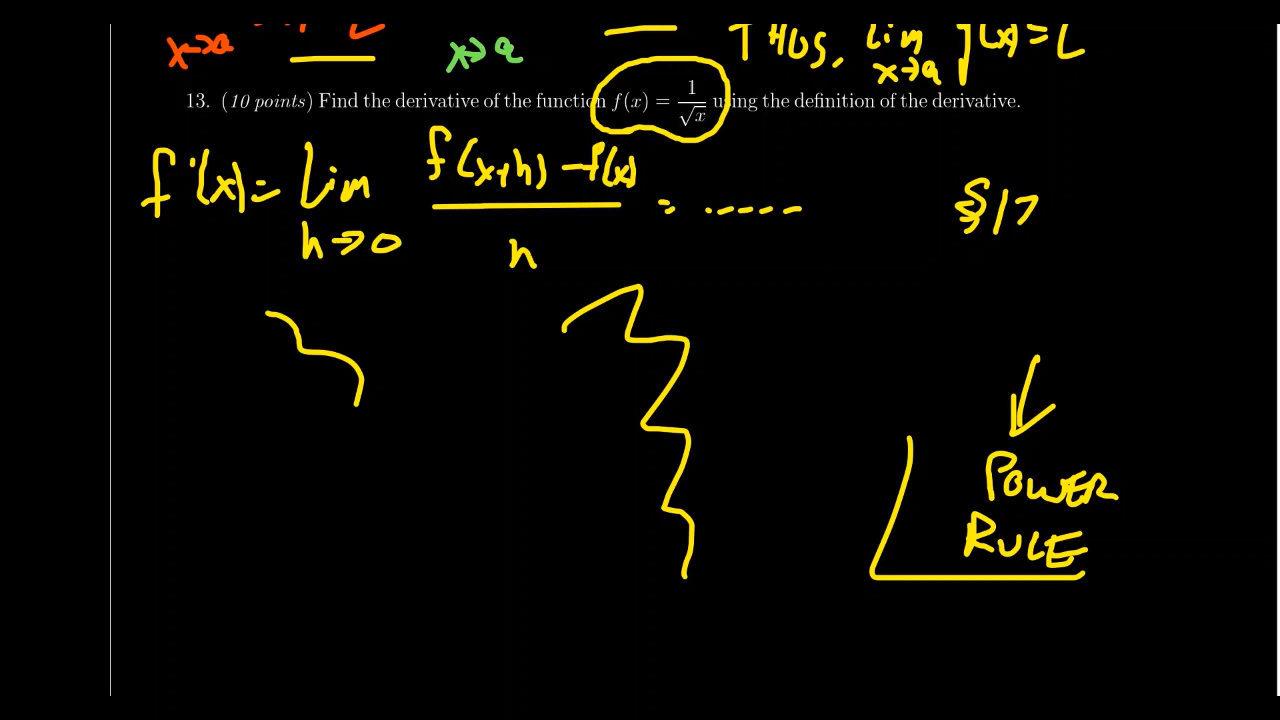 x→a x→a THUS, lim f(x) = L
x→a
13. (10 points) Find the derivative of the function f(x) = 1/√x using the definition of the derivative.
f'(x) = lim h→0 f(x+h) - f(x) / h = .....
§17
POWER
RULE